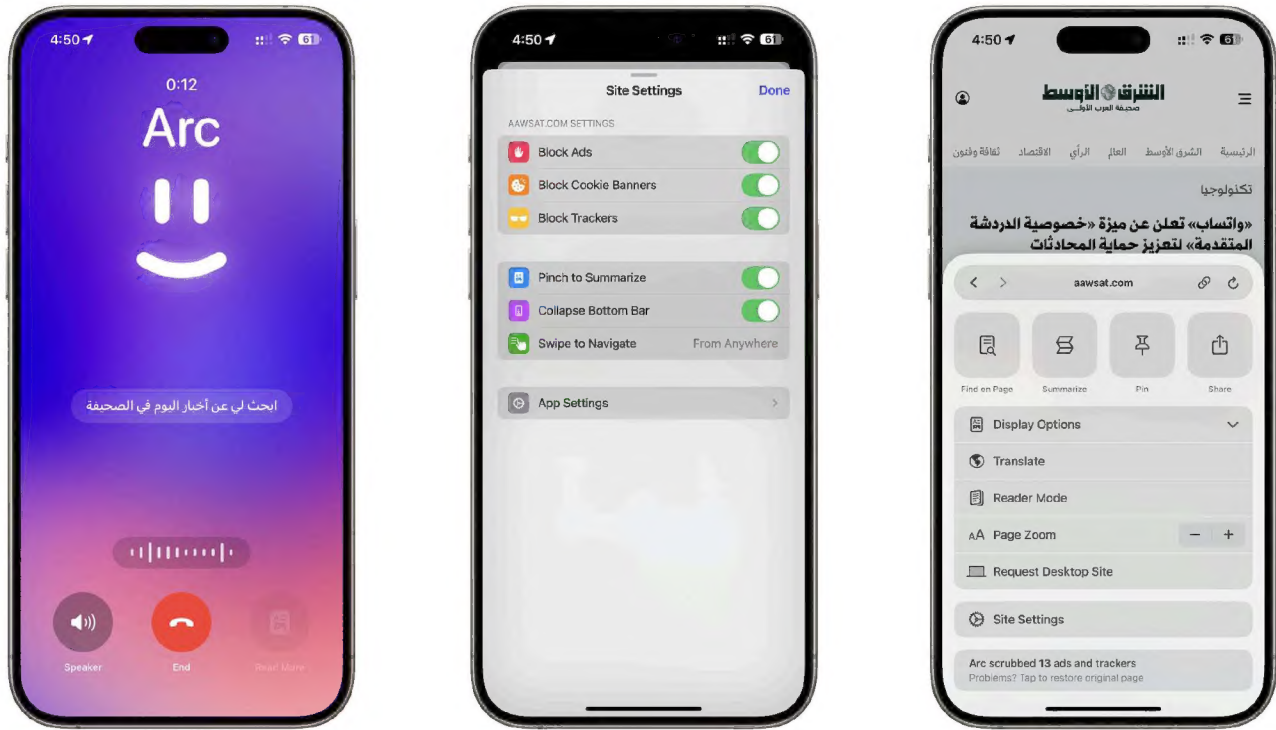 4:50
61
0:12
Arc
ابحث لي عن أخبار اليوم في الصحيفة
Speaker
End
Read More
4:50
61
Site Settings
Done
AAWSAT.COM SETTINGS
Block Ads
Block Cookie Banners
Block Trackers
Pinch to Summarize
Collapse Bottom Bar
Swipe to Navigate
From Anywhere
App Settings
4:50
61
الشرق الأوسط
صحيفة العرب الأولى
الرئيسية الشرق الأوسط العالم الرأي الاقتصاد ثقافة وفنون
تكنولوجيا
«واتساب» تعلن عن ميزة «خصوصية الدردشة
المتقدمة» لتعزيز حماية المحادثات
aawsat.com
Find on Page
Summarize
Pin
Share
Display Options
Translate
Reader Mode
AA Page Zoom
− +
Request Desktop Site
Site Settings
Arc scrubbed 13 ads and trackers
Problems? Tap to restore original page